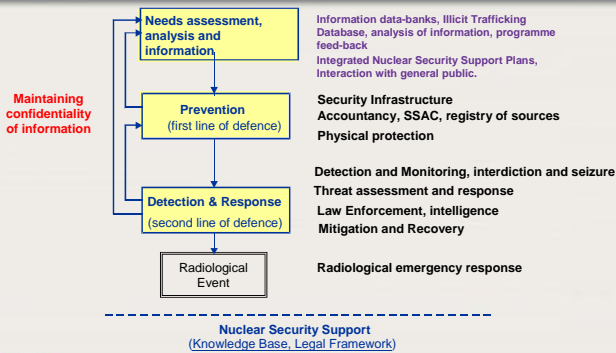 Needs assessment,
analysis and
information
Information data-banks, Illicit Trafficking
Database, analysis of information, programme
feed-back
Integrated Nuclear Security Support Plans,
Interaction with general public.
Maintaining
confidentiality
of information
Prevention
(first line of defence)
Security Infrastructure
Accountancy, SSAC, registry of sources
Physical protection
Detection & Response
(second line of defence)
Detection and Monitoring, interdiction and seizure
Threat assessment and response
Law Enforcement, intelligence
Mitigation and Recovery
Radiological
Event
Radiological emergency response
Nuclear Security Support
(Knowledge Base, Legal Framework)